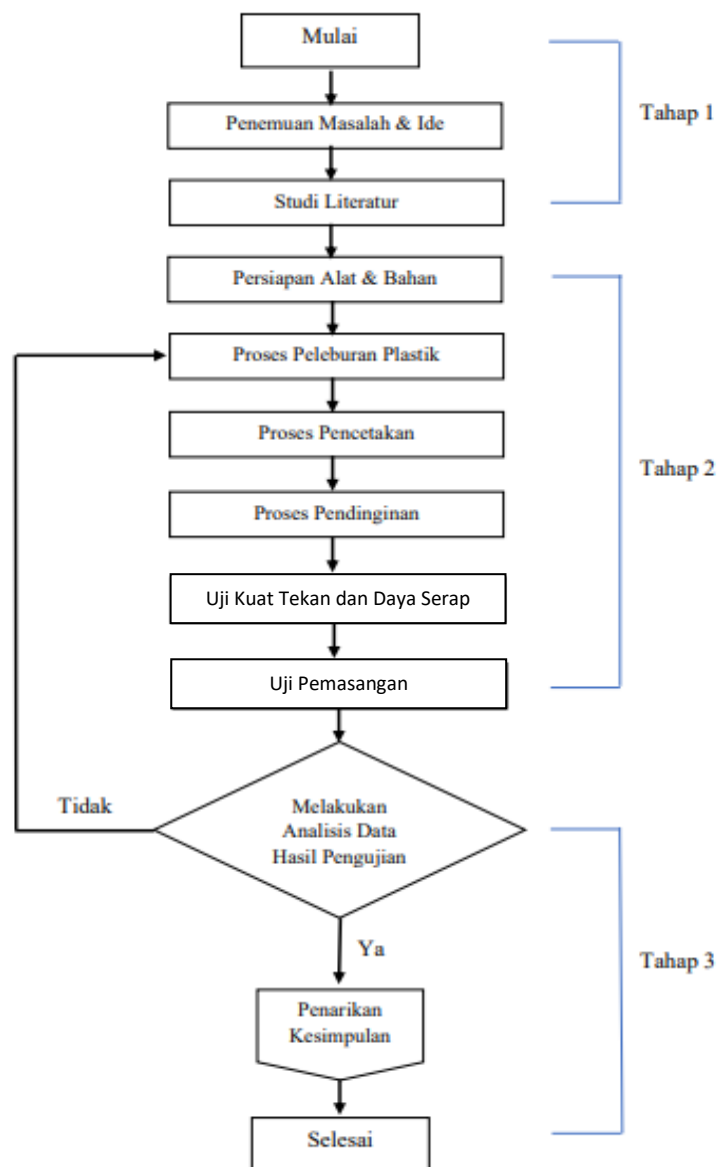 Mulai
Tahap 1
Penemuan Masalah & Ide
Studi Literatur
Persiapan Alat & Bahan
Proses Peleburan Plastik
Proses Pencetakan
Tahap 2
Proses Pendinginan
Uji Kuat Tekan dan Daya Serap
Uji Pemasangan
Tidak
Melakukan
Analisis Data
Hasil Pengujian
Ya
Tahap 3
Penarikan
Kesimpulan
Selesai